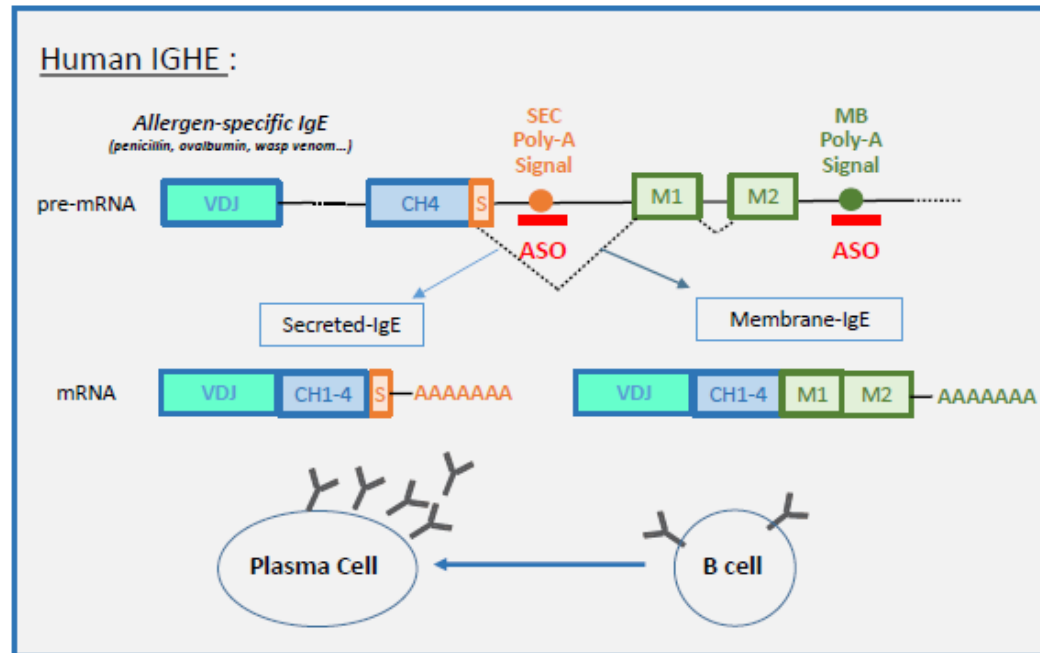 Human IGHE :
Allergen-specific IgE
(penicillin, ovalbumin, wasp venom...)
SEC
Poly-A
Signal
MB
Poly-A
Signal
pre-mRNA
VDJ
CH4
S
M1
M2
ASO
ASO
Secreted-IgE
Membrane-IgE
mRNA
VDJ
CH1-4
S
AAAAAAA
VDJ
CH1-4
M1
M2
AAAAAAA
Plasma Cell
B cell